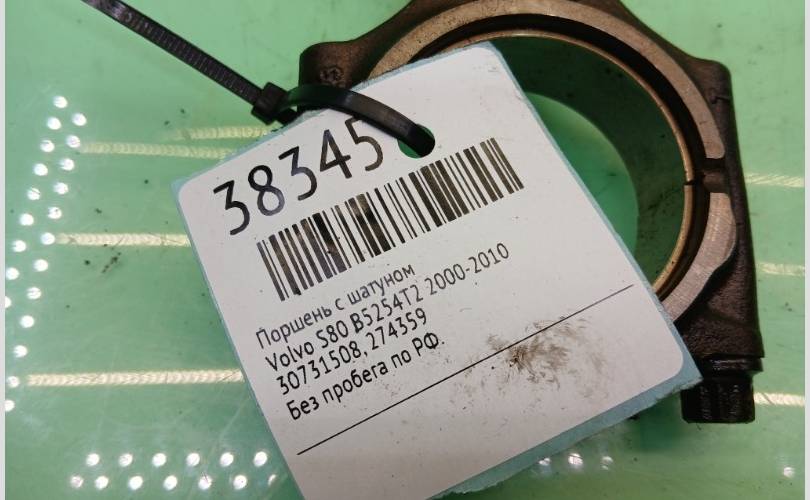 38345
Поршень с шатуном
Volvo S80 B5254T2 2000-2010
30731508, 274359
Без пробега по РФ.